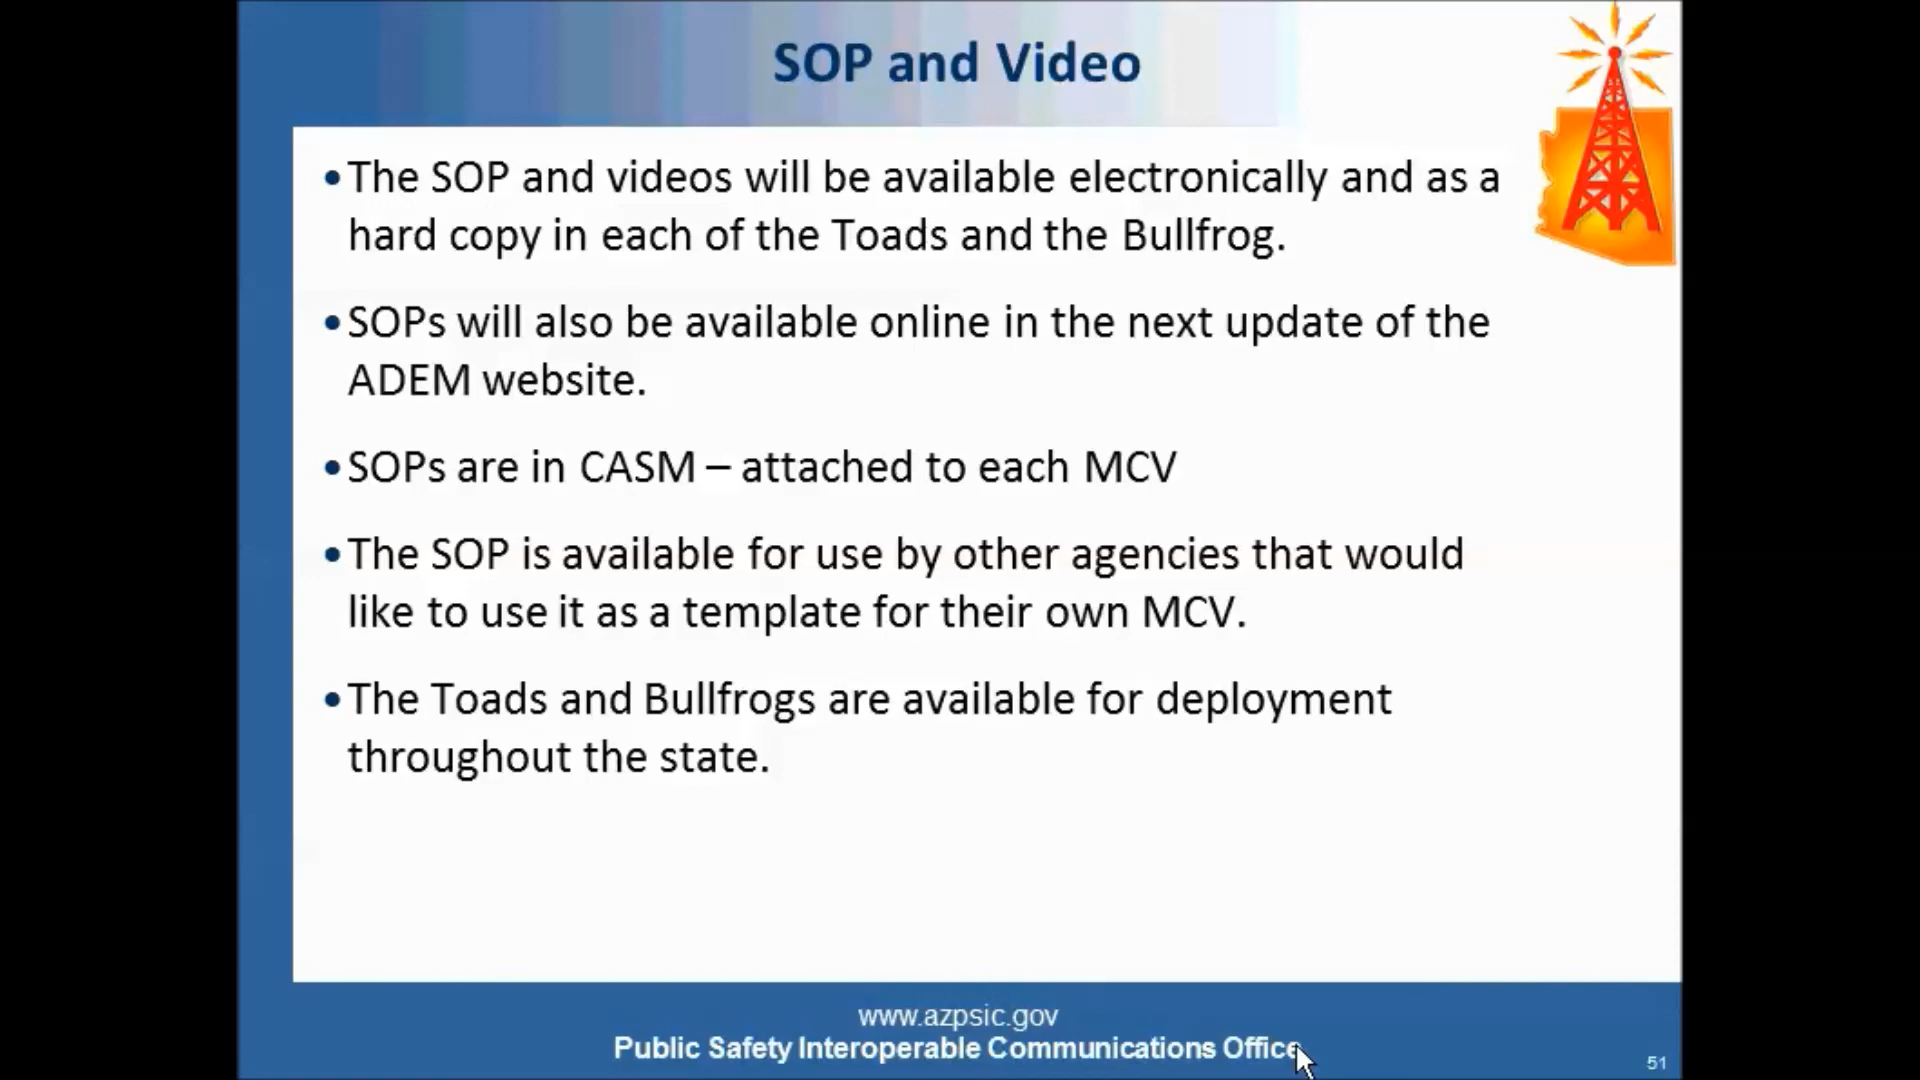 SOP and Video
•The SOP and videos will be available electronically and as a
hard copy in each of the Toads and the Bullfrog.
•SOPs will also be available online in the next update of the
ADEM website.
•SOPs are in CASM – attached to each MCV
•The SOP is available for use by other agencies that would
like to use it as a template for their own MCV.
•The Toads and Bullfrogs are available for deployment
throughout the state.
www.azpsic.gov
Public Safety Interoperable Communications Office
51